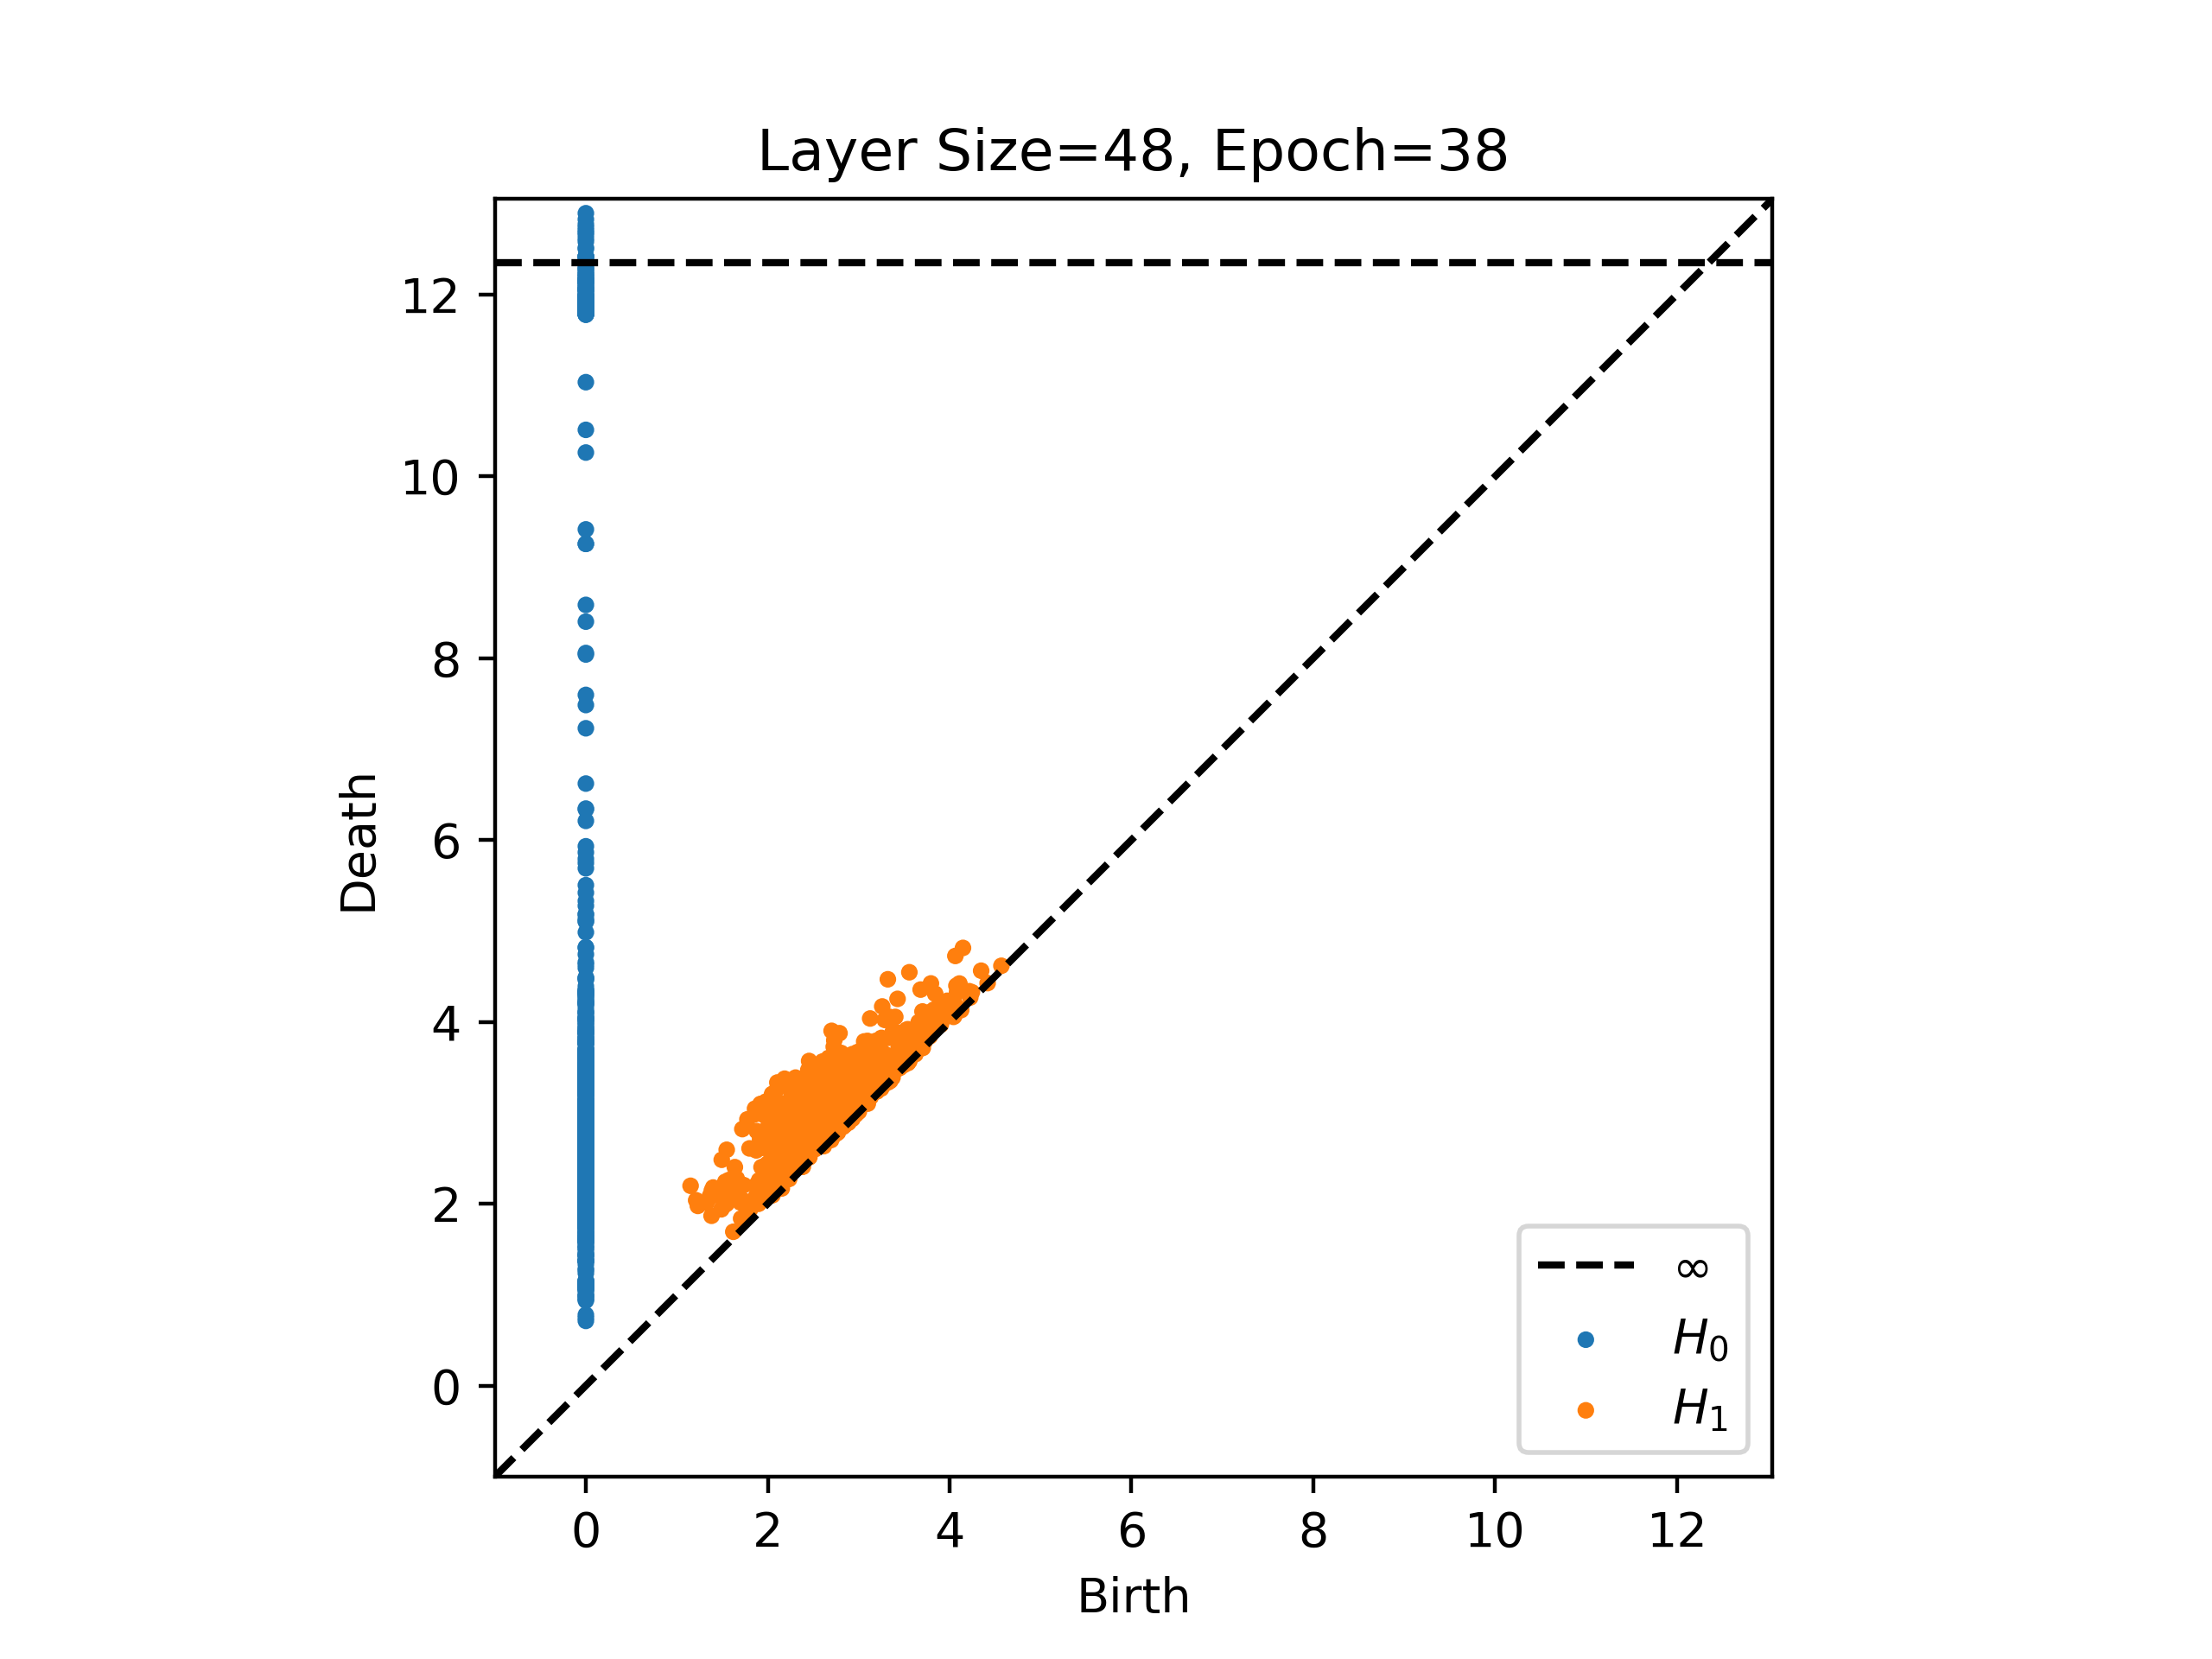 Layer Size=48, Epoch=38
12
10
8
6
4
2
0
Death
0 2 4 6 8 10 12
Birth
∞
H₀
H₁